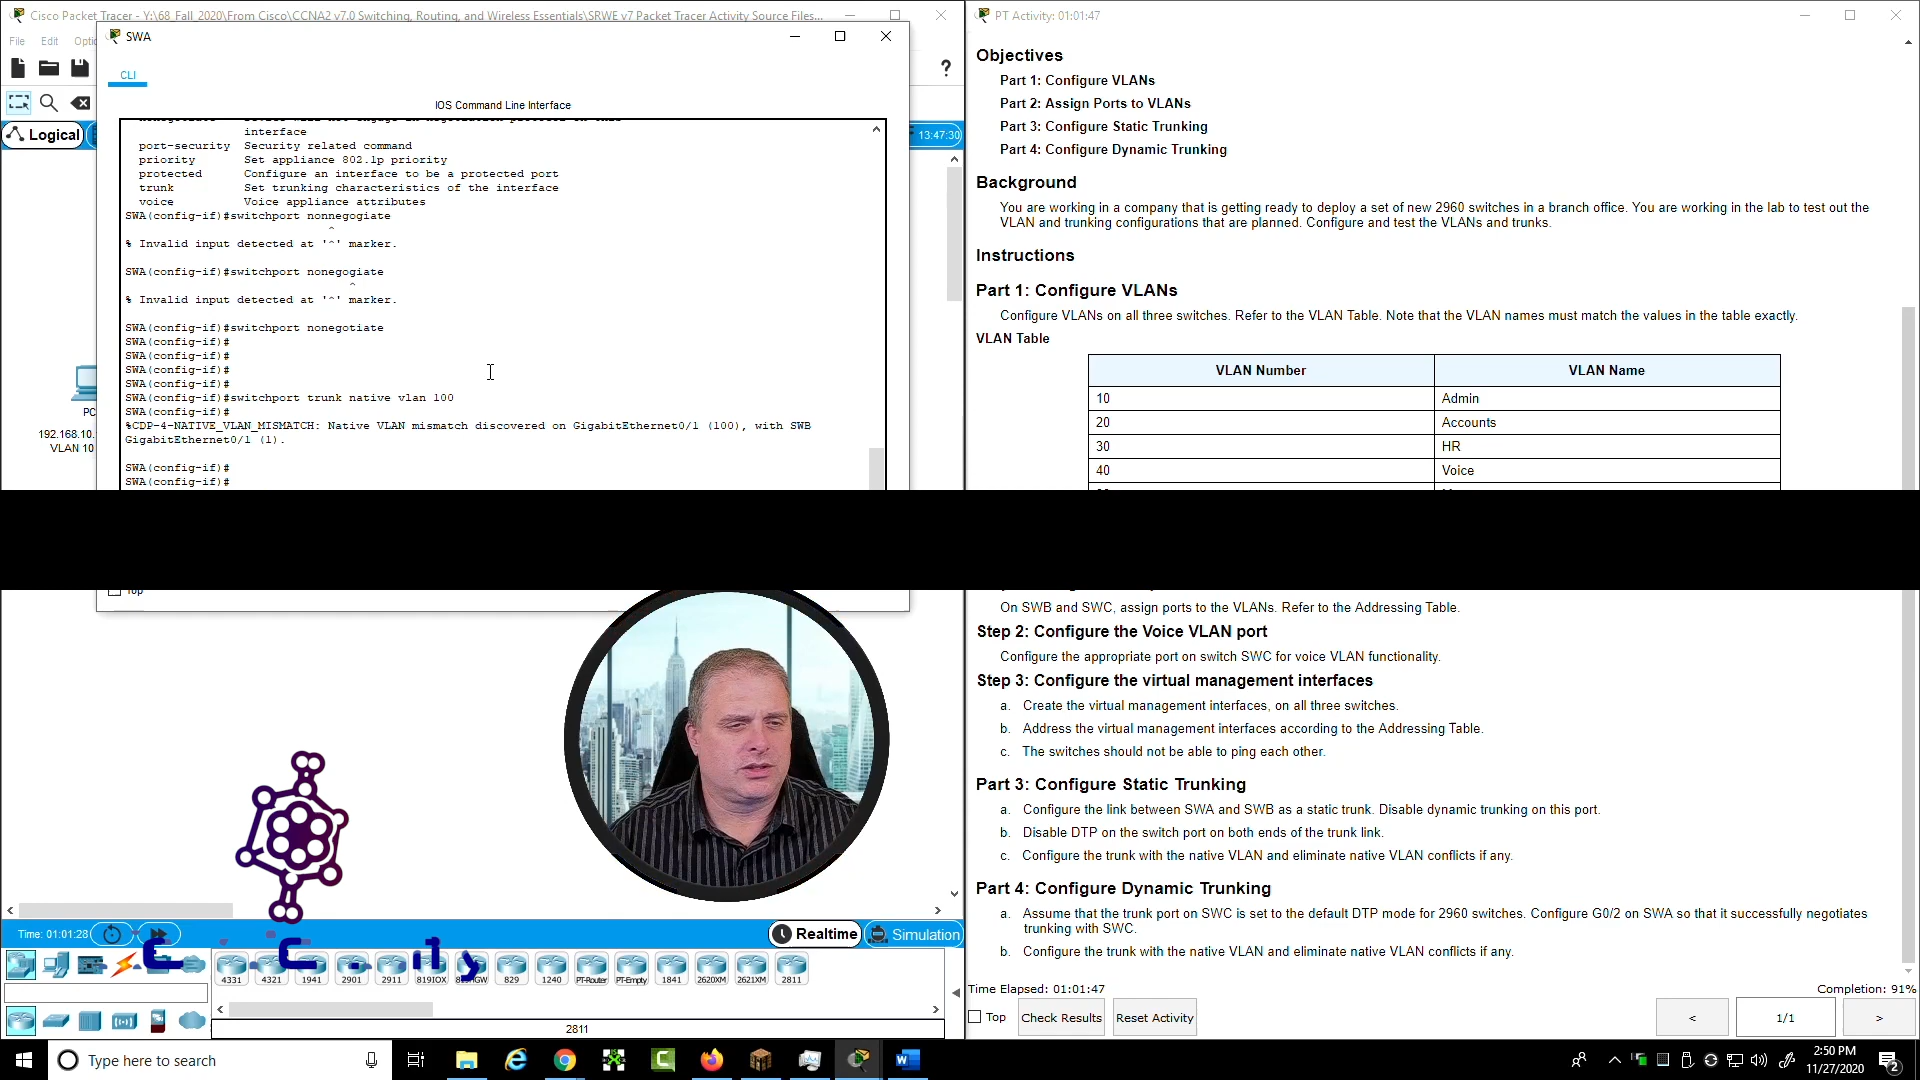 Cisco Packet Tracer - Y:\68_Fall_2020\From Cisco\CCNA2 v7.0 Switching, Routing, and Wireless Essentials\SRWE v7 Packet Tracer Activity Source Files...
File Edit
SWA
CLI
IOS Command Line Interface
interface
port-security Security related command
priority Set appliance 802.1p priority
protected Configure an interface to be a protected port
trunk Set trunking characteristics of the interface
voice Voice appliance attributes
SWA(config-if)#switchport nonnegogiate
^
% Invalid input detected at '^' marker.
SWA(config-if)#switchport nonegogiate
^
% Invalid input detected at '^' marker.
SWA(config-if)#switchport nonegotiate
SWA(config-if)#
SWA(config-if)#
SWA(config-if)#
SWA(config-if)#
SWA(config-if)#switchport trunk native vlan 100
SWA(config-if)#
%CDP-4-NATIVE_VLAN_MISMATCH: Native VLAN mismatch discovered on GigabitEthernet0/1 (100), with SWB
GigabitEthernet0/1 (1).
SWA(config-if)#
SWA(config-if)#
Logical
13:47:30
PC
192.168.10.
VLAN 10
Top
Time: 01:01:28
Realtime
Simulation
4331 4321 1941 2901 2911 819IOX 819HGW 829 1240 PT-Router PT-Empty 1841 2620XM 2621XM 2811
2811
PT Activity: 01:01:47
Objectives
Part 1: Configure VLANs
Part 2: Assign Ports to VLANs
Part 3: Configure Static Trunking
Part 4: Configure Dynamic Trunking
Background
You are working in a company that is getting ready to deploy a set of new 2960 switches in a branch office. You are working in the lab to test out the
VLAN and trunking configurations that are planned. Configure and test the VLANs and trunks.
Instructions
Part 1: Configure VLANs
Configure VLANs on all three switches. Refer to the VLAN Table. Note that the VLAN names must match the values in the table exactly.
VLAN Table
VLAN Number VLAN Name
10 Admin
20 Accounts
30 HR
40 Voice
On SWB and SWC, assign ports to the VLANs. Refer to the Addressing Table.
Step 2: Configure the Voice VLAN port
Configure the appropriate port on switch SWC for voice VLAN functionality.
Step 3: Configure the virtual management interfaces
a. Create the virtual management interfaces, on all three switches.
b. Address the virtual management interfaces according to the Addressing Table.
c. The switches should not be able to ping each other.
Part 3: Configure Static Trunking
a. Configure the link between SWA and SWB as a static trunk. Disable dynamic trunking on this port.
b. Disable DTP on the switch port on both ends of the trunk link.
c. Configure the trunk with the native VLAN and eliminate native VLAN conflicts if any.
Part 4: Configure Dynamic Trunking
a. Assume that the trunk port on SWC is set to the default DTP mode for 2960 switches. Configure G0/2 on SWA so that it successfully negotiates
trunking with SWC.
b. Configure the trunk with the native VLAN and eliminate native VLAN conflicts if any.
Time Elapsed: 01:01:47 Completion: 91%
Top Check Results Reset Activity < 1/1 >
Type here to search
2:50 PM
11/27/2020
2